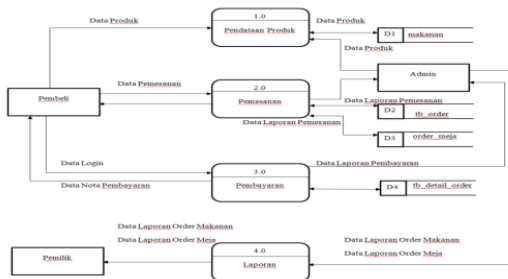 Data Produk
1.0
Pendataan Produk
Data Produk
D1 makanan
Data Produk
Admin
Data Pemesanan
2.0
Pemesanan
Pembeli
Data Laporan Pemesanan
D2 tb_order
Data Laporan Pemesanan
D3 order_meja
Data Login
Data Nota Pembayaran
3.0
Pembayaran
Data Laporan Pembayaran
D4 tb_detail_order
Data Laporan Order Makanan
Data Laporan Order Meja
Pemilik
4.0
Laporan
Data Laporan Order Makanan
Data Laporan Order Meja